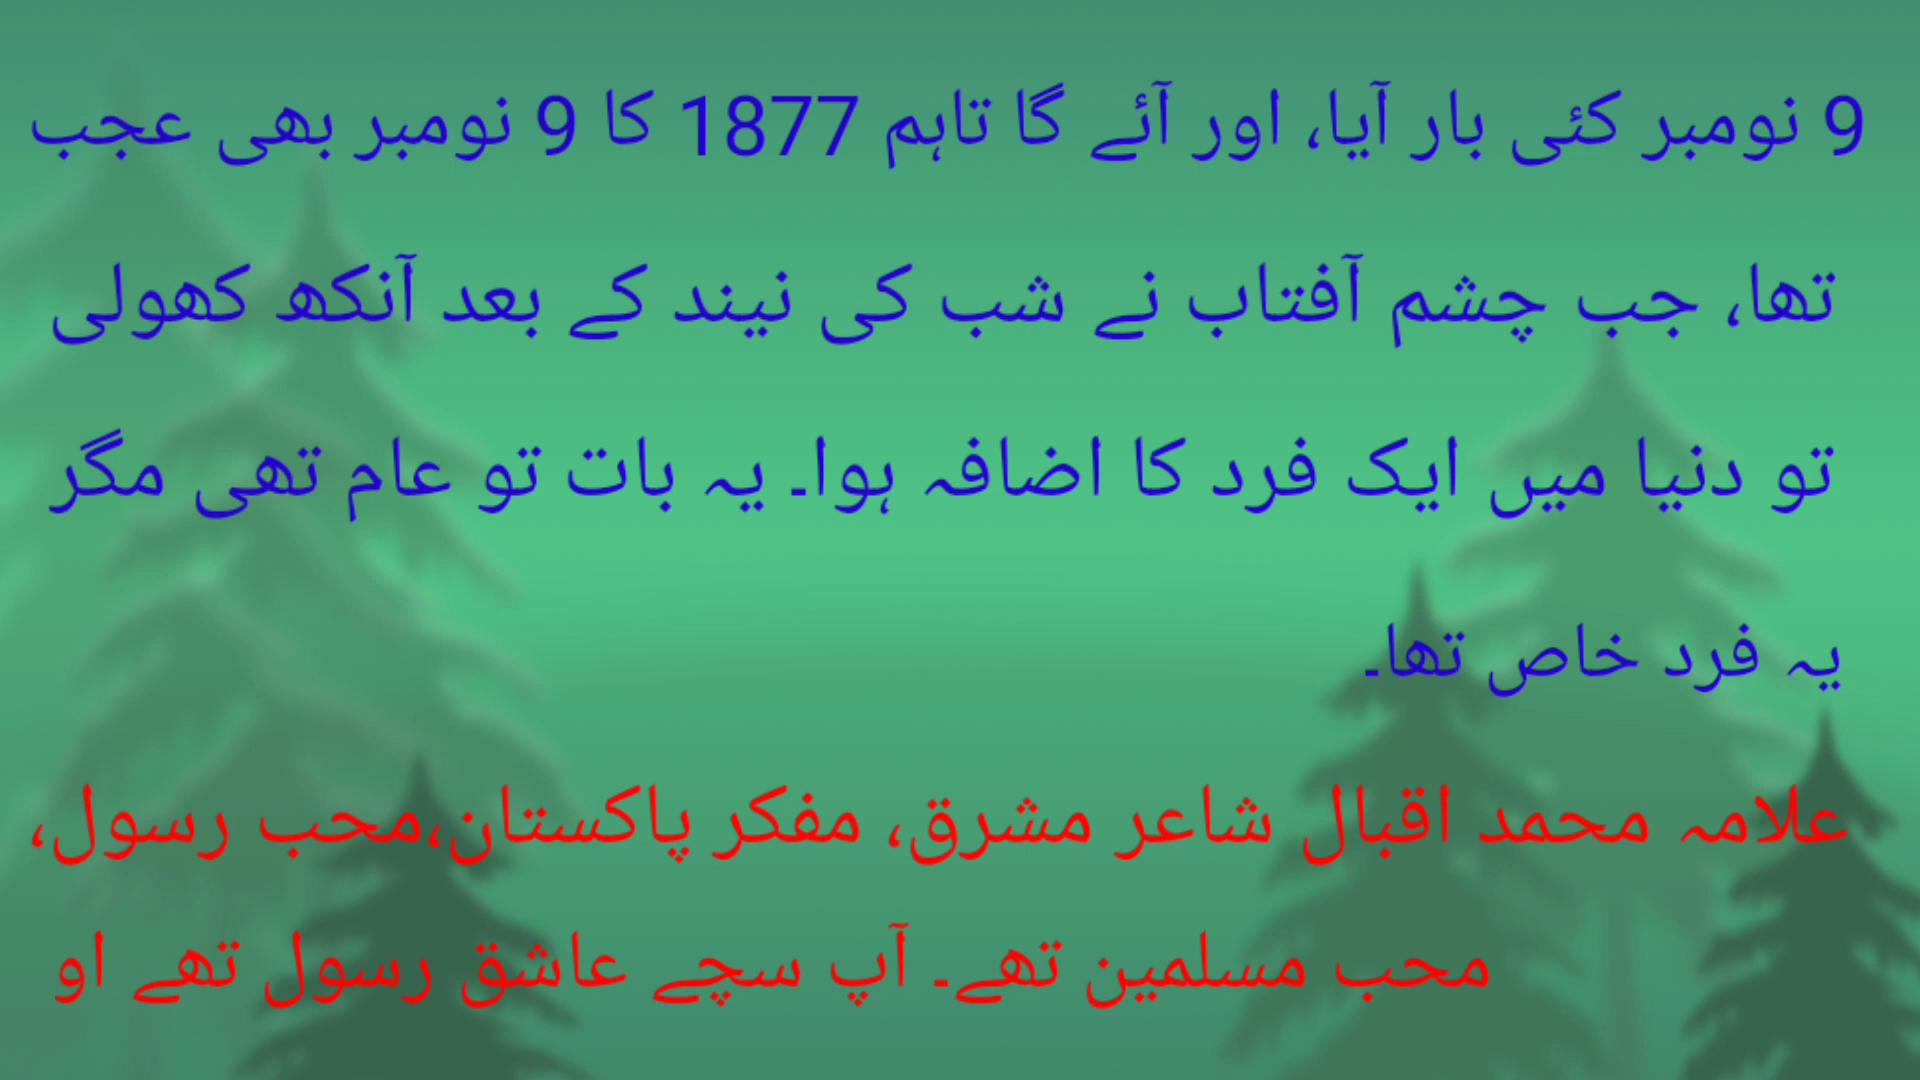 9 نومبر کئی بار آیا، اور آئے گا تاہم 1877 کا 9 نومبر بھی عجب
تھا، جب چشم آفتاب نے شب کی نیند کے بعد آنکھ کھولی
تو دنیا میں ایک فرد کا اضافہ ہوا۔ یہ بات تو عام تھی مگر
یہ فرد خاص تھا۔
علامہ محمد اقبال شاعر مشرق، مفکر پاکستان،محب رسول،
محب مسلمین تھے۔ آپ سچے عاشق رسول تھے او